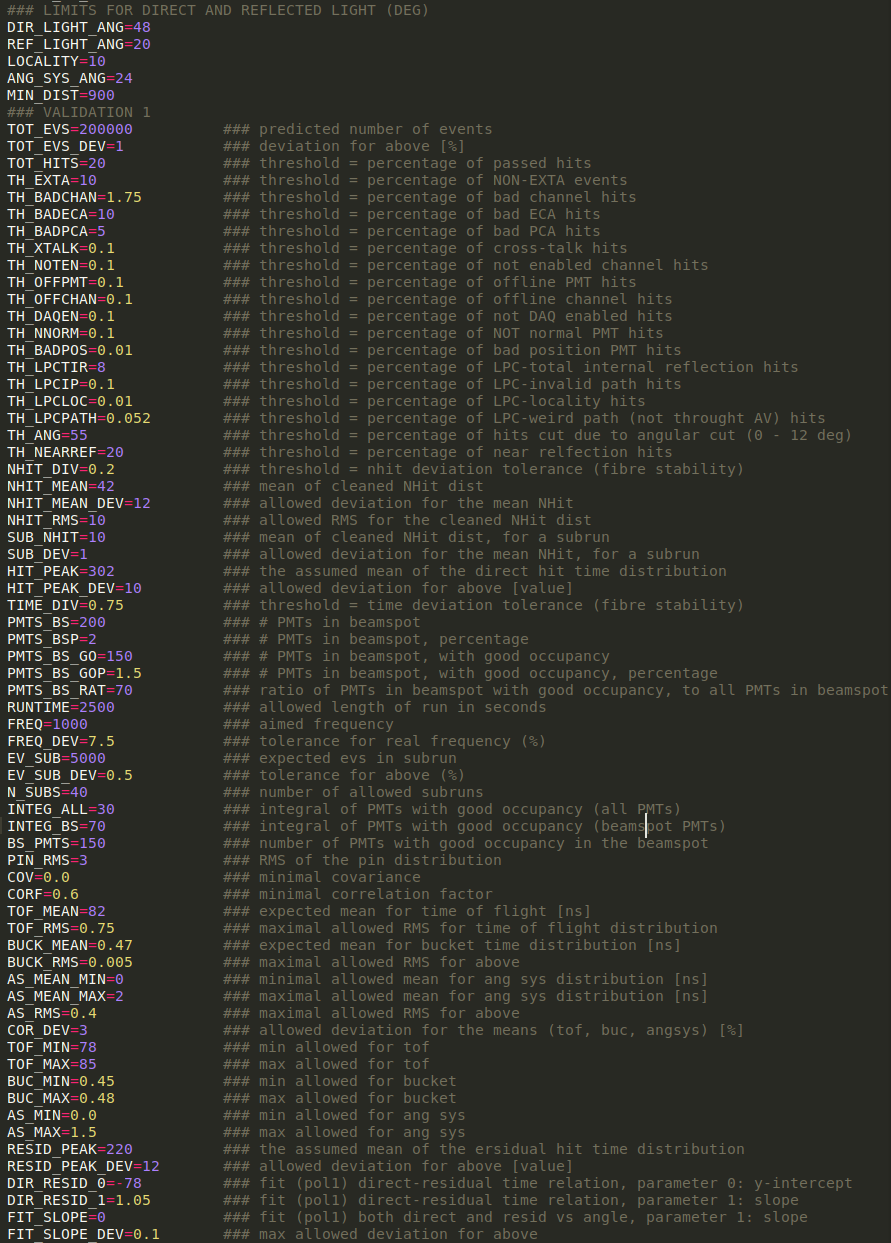 ### LIMITS FOR DIRECT AND REFLECTED LIGHT (DEG)
DIR_LIGHT_ANG=48
REF_LIGHT_ANG=20
LOCALITY=10
ANG_SYS_ANG=24
MIN_DIST=900
### VALIDATION 1
TOT_EVS=200000 ### predicted number of events
TOT_EVS_DEV=1 ### deviation for above [%]
TOT_HITS=20 ### threshold = percentage of passed hits
TH_EXTA=10 ### threshold = percentage of NON-EXTA events
TH_BADCHAN=1.75 ### threshold = percentage of bad channel hits
TH_BADECA=10 ### threshold = percentage of bad ECA hits
TH_BADPCA=5 ### threshold = percentage of bad PCA hits
TH_XTALK=0.1 ### threshold = percentage of cross-talk hits
TH_NOTEN=0.1 ### threshold = percentage of not enabled channel hits
TH_OFFPMT=0.1 ### threshold = percentage of offline PMT hits
TH_OFFCHAN=0.1 ### threshold = percentage of offline channel hits
TH_DAQEN=0.1 ### threshold = percentage of not DAQ enabled hits
TH_NNORM=0.1 ### threshold = percentage of NOT normal PMT hits
TH_BADPOS=0.01 ### threshold = percentage of bad position PMT hits
TH_LPCTIR=8 ### threshold = percentage of LPC-total internal reflection hits
TH_LPCIP=0.1 ### threshold = percentage of LPC-invalid path hits
TH_LPCLOC=0.01 ### threshold = percentage of LPC-locality hits
TH_LPCPATH=0.052 ### threshold = percentage of LPC-weird path (not throught AV) hits
TH_ANG=55 ### threshold = percentage of hits cut due to angular cut (0 - 12 deg)
TH_NEARREF=20 ### threshold = percentage of near relfection hits
NHIT_DIV=0.2 ### threshold = nhit deviation tolerance (fibre stability)
NHIT_MEAN=42 ### mean of cleaned NHit dist
NHIT_MEAN_DEV=12 ### allowed deviation for the mean NHit
NHIT_RMS=10 ### allowed RMS for the cleaned NHit dist
SUB_NHIT=10 ### mean of cleaned NHit dist, for a subrun
SUB_DEV=1 ### allowed deviation for the mean NHit, for a subrun
HIT_PEAK=302 ### the assumed mean of the direct hit time distribution
HIT_PEAK_DEV=10 ### allowed deviation for above [value]
TIME_DIV=0.75 ### threshold = time deviation tolerance (fibre stability)
PMTS_BS=200 ### # PMTs in beamspot
PMTS_BSP=2 ### # PMTs in beamspot, percentage
PMTS_BS_GO=150 ### # PMTs in beamspot, with good occupancy
PMTS_BS_GOP=1.5 ### # PMTs in beamspot, with good occupancy, percentage
PMTS_BS_RAT=70 ### ratio of PMTs in beamspot with good occupancy, to all PMTs in beamspot
RUNTIME=2500 ### allowed length of run in seconds
FREQ=1000 ### aimed frequency
FREQ_DEV=7.5 ### tolerance for real frequency (%)
EV_SUB=5000 ### expected evs in subrun
EV_SUB_DEV=0.5 ### tolerance for above (%)
N_SUBS=40 ### number of allowed subruns
INTEG_ALL=30 ### integral of PMTs with good occupancy (all PMTs)
INTEG_BS=70 ### integral of PMTs with good occupancy (beamspot PMTs)
BS_PMTS=150 ### number of PMTs with good occupancy in the beamspot
PIN_RMS=3 ### RMS of the pin distribution
COV=0.0 ### minimal covariance
CORF=0.6 ### minimal correlation factor
TOF_MEAN=82 ### expected mean for time of flight [ns]
TOF_RMS=0.75 ### maximal allowed RMS for time of flight distribution
BUCK_MEAN=0.47 ### expected mean for bucket time distribution [ns]
BUCK_RMS=0.005 ### maximal allowed RMS for above
AS_MEAN_MIN=0 ### minimal allowed mean for ang sys distribution [ns]
AS_MEAN_MAX=2 ### maximal allowed mean for ang sys distribution [ns]
AS_RMS=0.4 ### maximal allowed RMS for above
COR_DEV=3 ### allowed deviation for the means (tof, buc, angsys) [%]
TOF_MIN=78 ### min allowed for tof
TOF_MAX=85 ### max allowed for tof
BUC_MIN=0.45 ### min allowed for bucket
BUC_MAX=0.48 ### max allowed for bucket
AS_MIN=0.0 ### min allowed for ang sys
AS_MAX=1.5 ### max allowed for ang sys
RESID_PEAK=220 ### the assumed mean of the ersidual hit time distribution
RESID_PEAK_DEV=12 ### allowed deviation for above [value]
DIR_RESID_0=-78 ### fit (pol1) direct-residual time relation, parameter 0: y-intercept
DIR_RESID_1=1.05 ### fit (pol1) direct-residual time relation, parameter 1: slope
FIT_SLOPE=0 ### fit (pol1) both direct and resid vs angle, parameter 1: slope
FIT_SLOPE_DEV=0.1 ### max allowed deviation for above